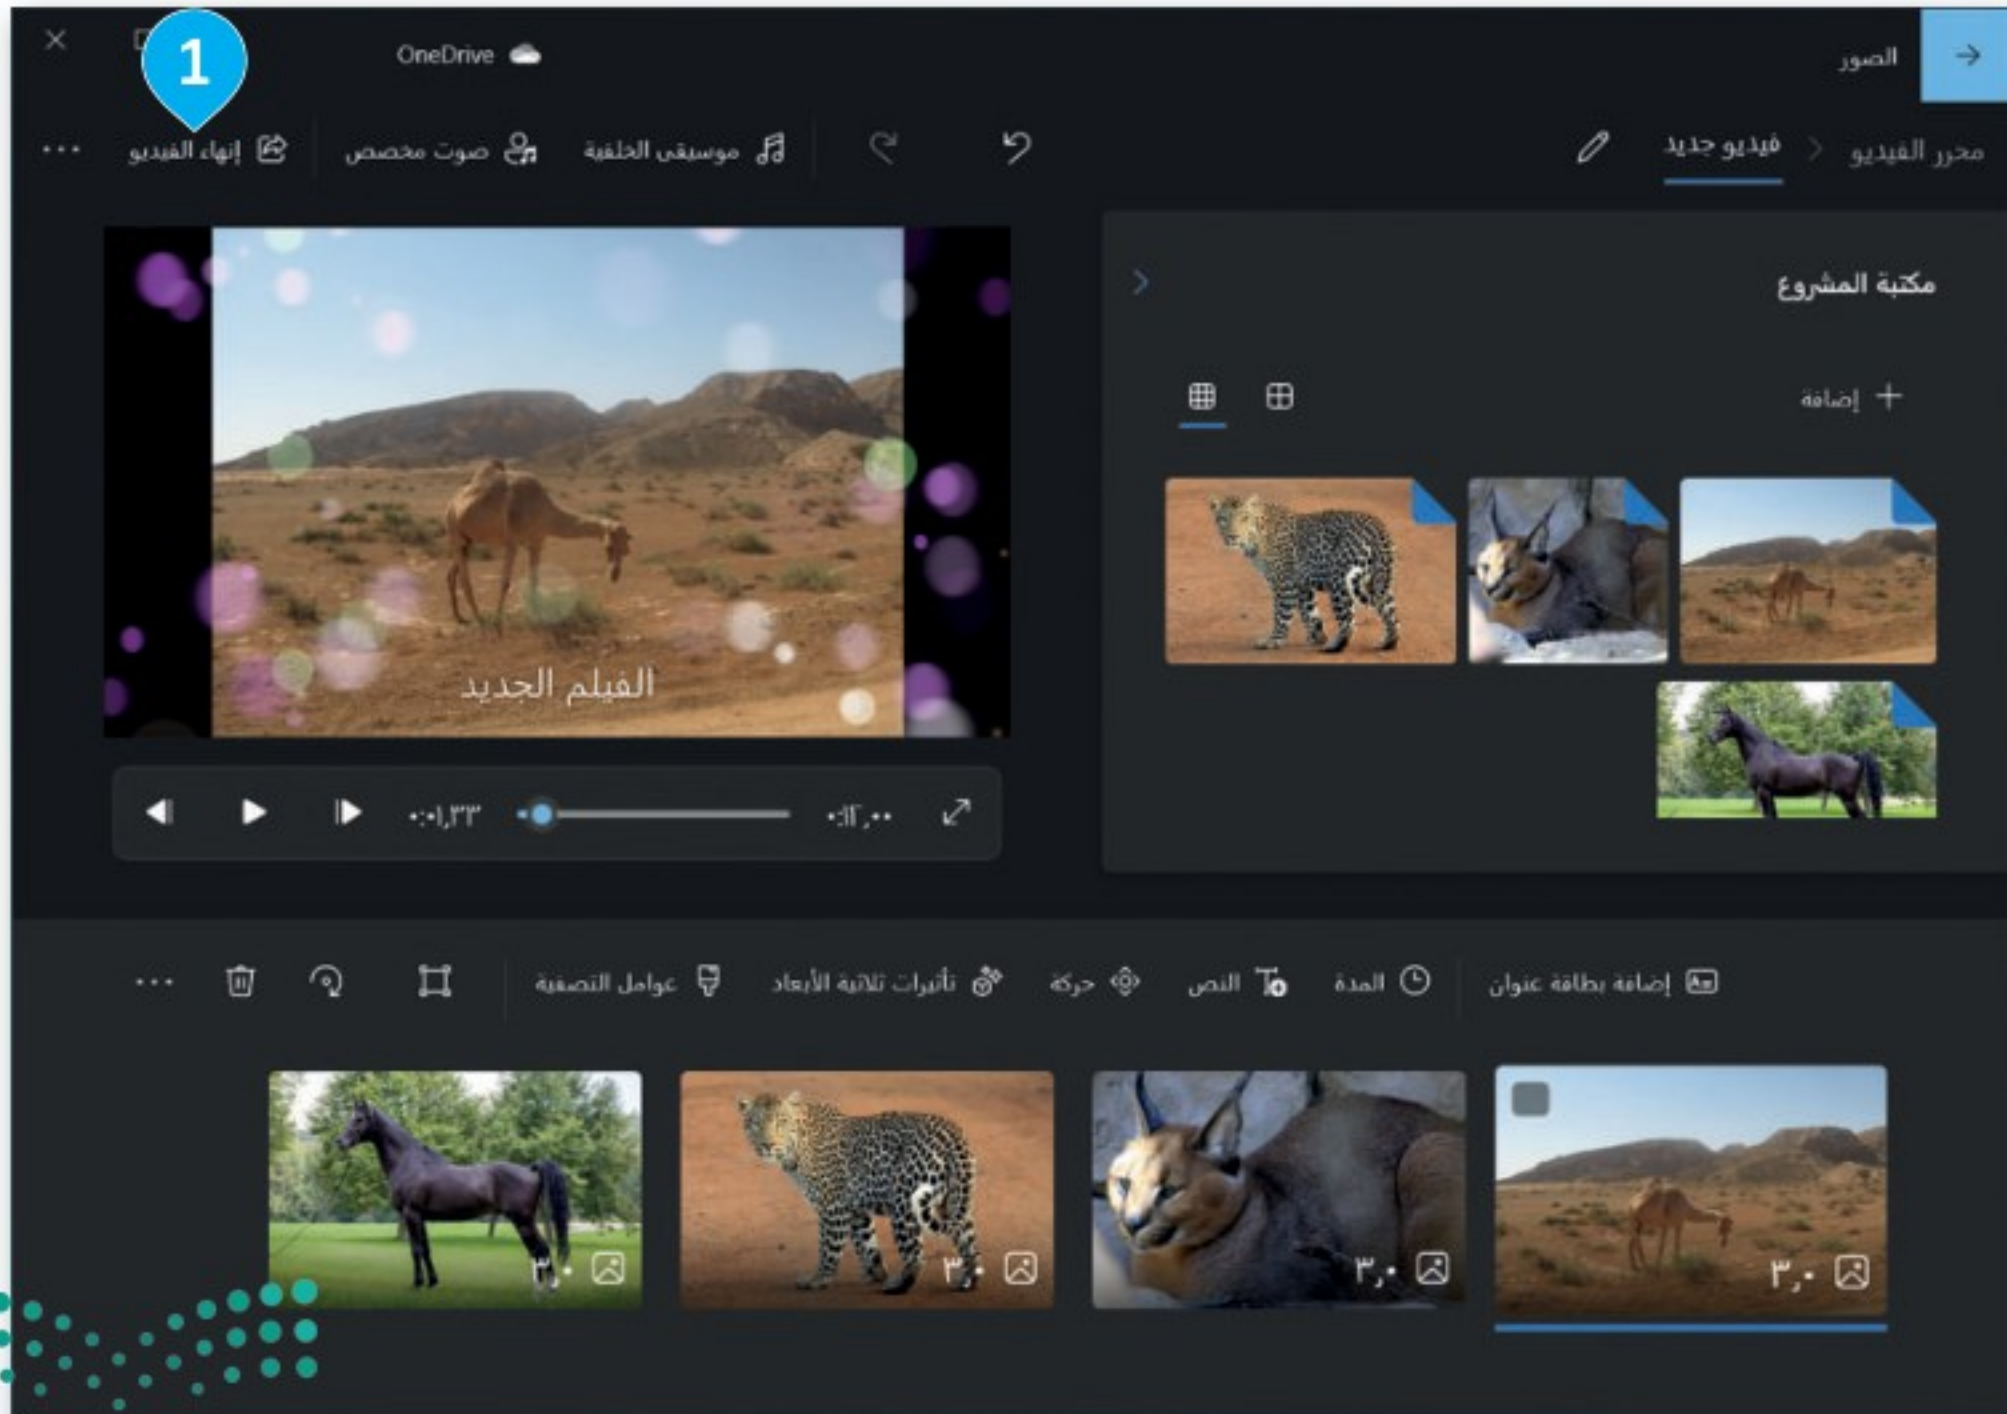 الصور
OneDrive
1
محرر الفيديو
فيديو جديد
موسيقى الخلفية
صوت مخصص
إنهاء الفيديو
مكتبة المشروع
إضافة
الفيلم الجديد
٠:٠١,٣٣
٠:١٢,٠٠
إضافة بطاقة عنوان
المدة
النص
حركة
تأثيرات ثلاثية الأبعاد
عوامل التصفية
٣,٠
٣,٠
٣,٠
٣,٠